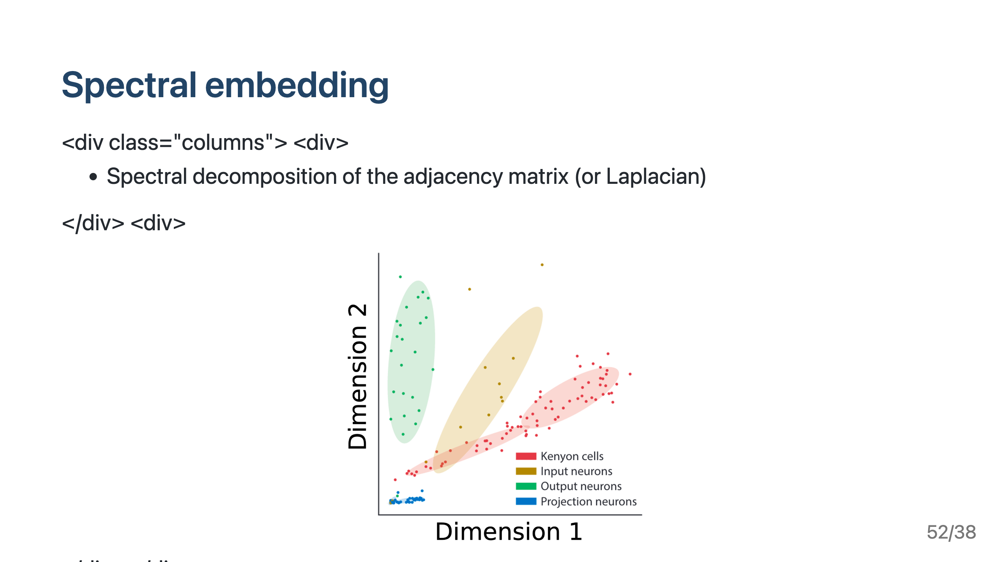 Spectral embedding
<div class="columns"> <div>
• Spectral decomposition of the adjacency matrix (or Laplacian)
</div> <div>
Dimension 2
Kenyon cells
Input neurons
Output neurons
Projection neurons
Dimension 1
52/38